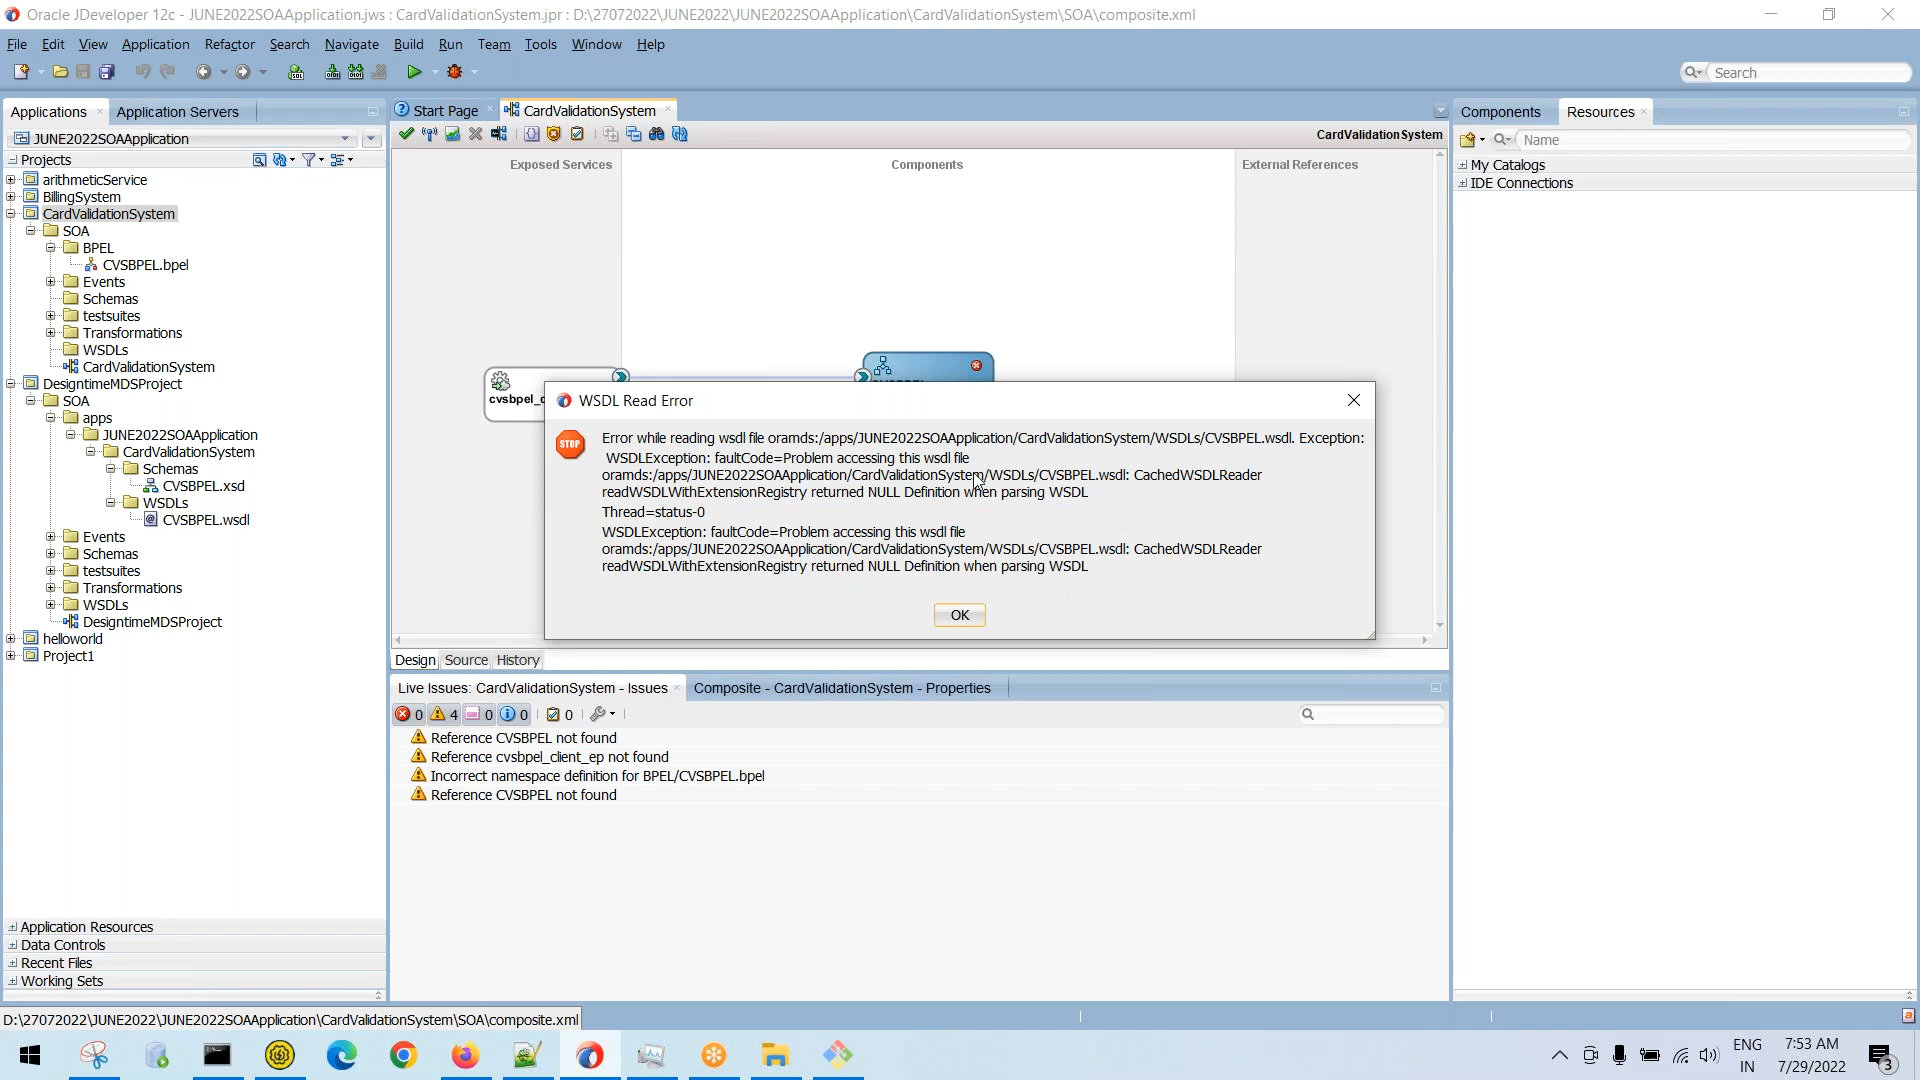 Oracle JDeveloper 12c - JUNE2022SOAApplication.jws : CardValidationSystem.jpr : D:\27072022\JUNE2022\JUNE2022SOAApplication\CardValidationSystem\SOA\composite.xml
File Edit View Application Refactor Search Navigate Build Run Team Tools Window Help
Search
Applications Application Servers
Start Page CardValidationSystem
Components Resources
JUNE2022SOAApplication
CardValidationSystem
Name
Projects
Exposed Services Components External References
My Catalogs
IDE Connections
arithmeticService
BillingSystem
CardValidationSystem
SOA
BPEL
CVSBPEL.bpel
Events
Schemas
testsuites
Transformations
WSDLs
CardValidationSystem
DesigntimeMDSProject
SOA
apps
JUNE2022SOAApplication
CardValidationSystem
Schemas
CVSBPEL.xsd
WSDLs
CVSBPEL.wsdl
Events
Schemas
testsuites
Transformations
WSDLs
DesigntimeMDSProject
helloworld
Project1
WSDL Read Error
STOP
Error while reading wsdl file oramds:/apps/JUNE2022SOAApplication/CardValidationSystem/WSDLs/CVSBPEL.wsdl. Exception:
WSDLException: faultCode=Problem accessing this wsdl file
oramds:/apps/JUNE2022SOAApplication/CardValidationSystem/WSDLs/CVSBPEL.wsdl: CachedWSDLReader
readWSDLWithExtensionRegistry returned NULL Definition when parsing WSDL
Thread=status-0
WSDLException: faultCode=Problem accessing this wsdl file
oramds:/apps/JUNE2022SOAApplication/CardValidationSystem/WSDLs/CVSBPEL.wsdl: CachedWSDLReader
readWSDLWithExtensionRegistry returned NULL Definition when parsing WSDL
OK
Design Source History
Live Issues: CardValidationSystem - Issues Composite - CardValidationSystem - Properties
0 4 0 0 0
Reference CVSBPEL not found
Reference cvsbpel_client_ep not found
Incorrect namespace definition for BPEL/CVSBPEL.bpel
Reference CVSBPEL not found
Application Resources
Data Controls
Recent Files
Working Sets
D:\27072022\JUNE2022\JUNE2022SOAApplication\CardValidationSystem\SOA\composite.xml
ENG
IN
7:53 AM
7/29/2022
3